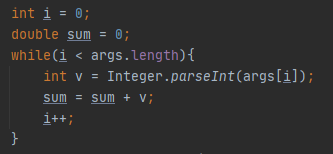 int i = 0;
double sum = 0;
while(i < args.length){
    int v = Integer.parseInt(args[i]);
    sum = sum + v;
    i++;
}